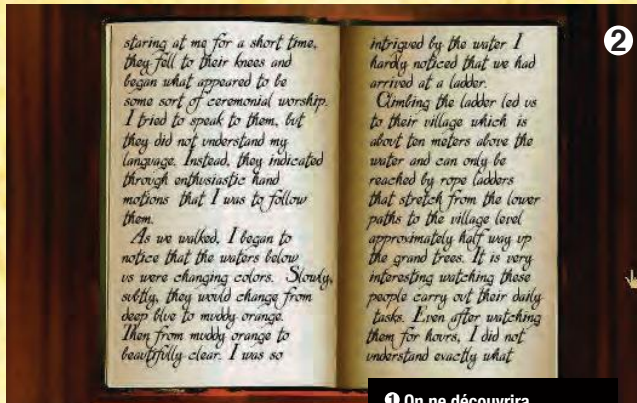 staring at me for a short time,
they fell to their knees and
began what appeared to be
some sort of ceremonial worship.
I tried to speak to them, but
they did not understand my
language. Instead, they indicated
through enthusiastic hand
motions that I was to follow
them.
As we walked, I began to
notice that the waters below
us were changing colors. Slowly,
subtly, they would change from
deep blue to muddy orange.
Then from muddy orange to
beautifully clear. I was so
intrigued by the water I
hardly noticed that we had
arrived at a ladder.
Climbing the ladder led us
to their village which is
about ten meters above the
water and can only be
reached by rope ladders
that stretch from the lower
paths to the village level
approximately half way up
the grand trees. It is very
interesting watching these
people carry out their daily
tasks. Even after watching
them for hours, I did not
understand exactly what
❷
❶ On ne découvrira